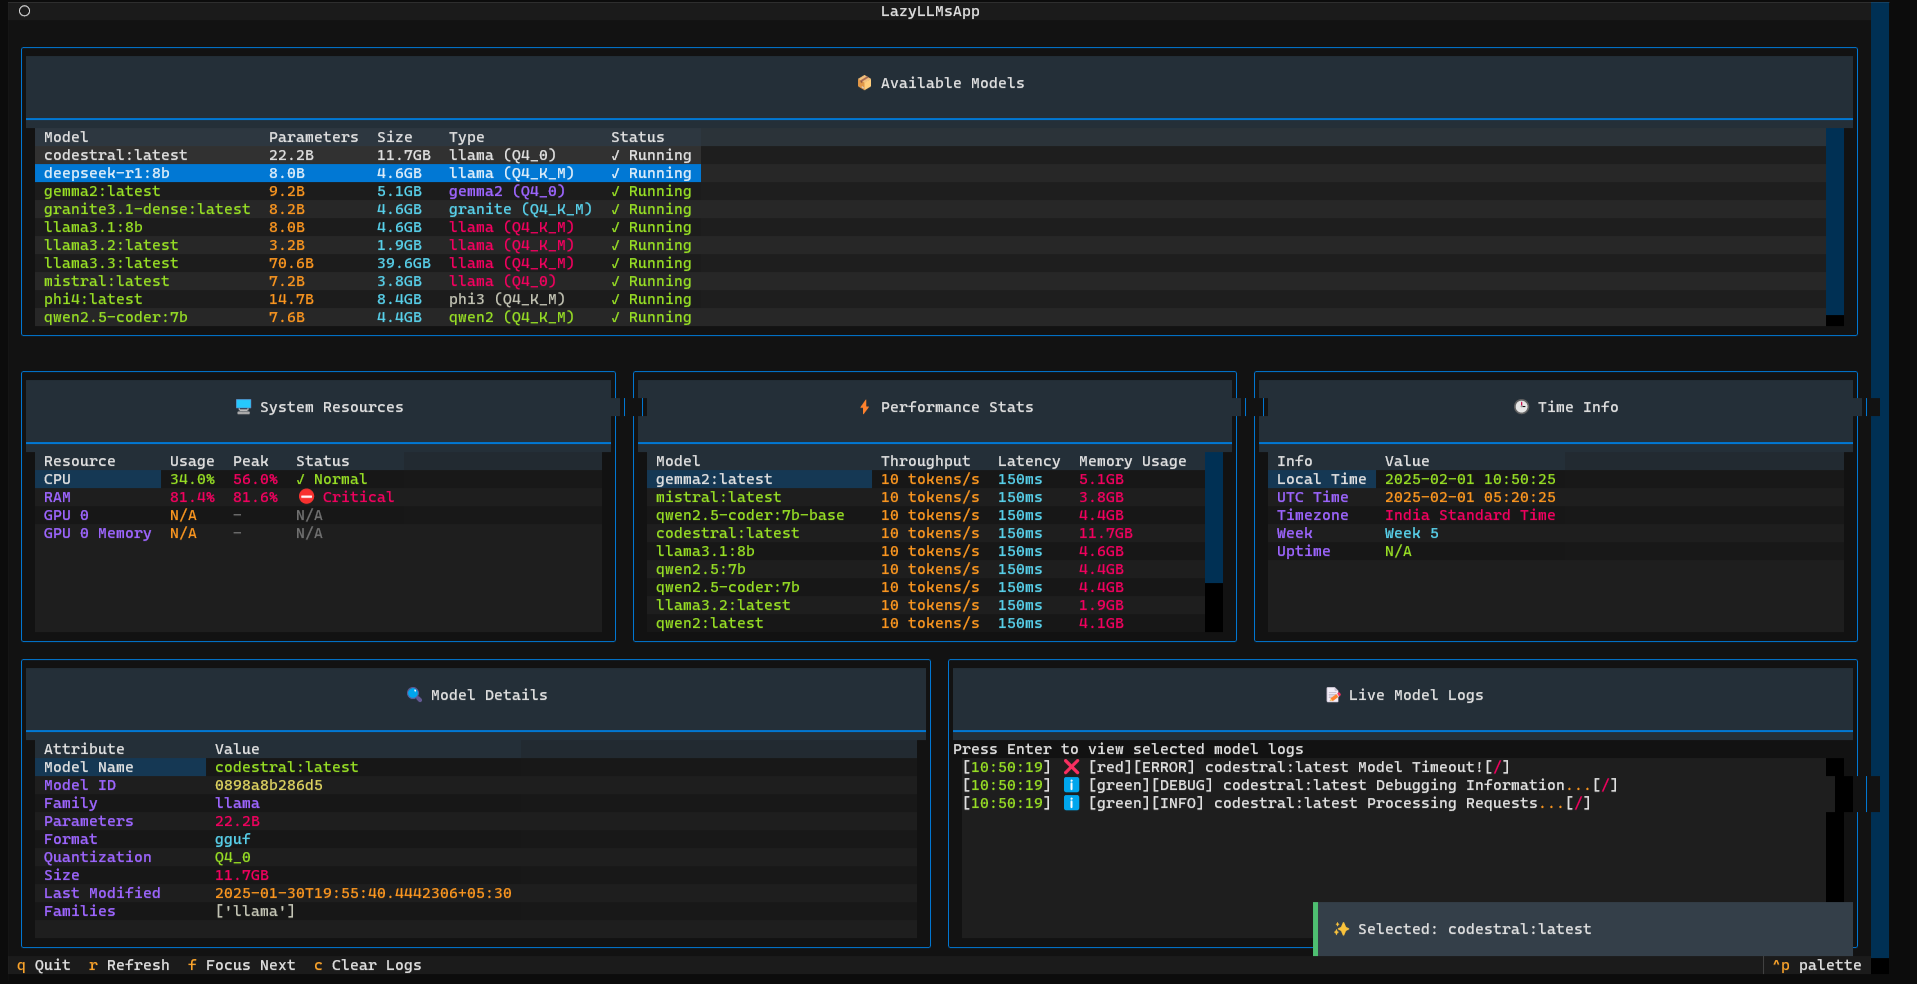 LazyLLMsApp
📦 Available Models
Model Parameters Size Type Status
codestral:latest 22.2B 11.7GB llama (Q4_0) ✓ Running
deepseek-r1:8b 8.0B 4.6GB llama (Q4_K_M) ✓ Running
gemma2:latest 9.2B 5.1GB gemma2 (Q4_0) ✓ Running
granite3.1-dense:latest 8.2B 4.6GB granite (Q4_K_M) ✓ Running
llama3.1:8b 8.0B 4.6GB llama (Q4_K_M) ✓ Running
llama3.2:latest 3.2B 1.9GB llama (Q4_K_M) ✓ Running
llama3.3:latest 70.6B 39.6GB llama (Q4_K_M) ✓ Running
mistral:latest 7.2B 3.8GB llama (Q4_0) ✓ Running
phi4:latest 14.7B 8.4GB phi3 (Q4_K_M) ✓ Running
qwen2.5-coder:7b 7.6B 4.4GB qwen2 (Q4_K_M) ✓ Running
🖥️ System Resources
Resource Usage Peak Status
CPU 34.0% 56.0% ✓ Normal
RAM 81.4% 81.6% ⛔ Critical
GPU 0 N/A - N/A
GPU 0 Memory N/A - N/A
⚡ Performance Stats
Model Throughput Latency Memory Usage
gemma2:latest 10 tokens/s 150ms 5.1GB
mistral:latest 10 tokens/s 150ms 3.8GB
qwen2.5-coder:7b-base 10 tokens/s 150ms 4.4GB
codestral:latest 10 tokens/s 150ms 11.7GB
llama3.1:8b 10 tokens/s 150ms 4.6GB
qwen2.5:7b 10 tokens/s 150ms 4.4GB
qwen2.5-coder:7b 10 tokens/s 150ms 4.4GB
llama3.2:latest 10 tokens/s 150ms 1.9GB
qwen2:latest 10 tokens/s 150ms 4.1GB
🕒 Time Info
Info Value
Local Time 2025-02-01 10:50:25
UTC Time 2025-02-01 05:20:25
Timezone India Standard Time
Week Week 5
Uptime N/A
🔍 Model Details
Attribute Value
Model Name codestral:latest
Model ID 0898a8b286d5
Family llama
Parameters 22.2B
Format gguf
Quantization Q4_0
Size 11.7GB
Last Modified 2025-01-30T19:55:40.4442306+05:30
Families ['llama']
📝 Live Model Logs
Press Enter to view selected model logs
[10:50:19] ❌ [red][ERROR] codestral:latest Model Timeout![/]
[10:50:19] ℹ️ [green][DEBUG] codestral:latest Debugging Information...[/]
[10:50:19] ℹ️ [green][INFO] codestral:latest Processing Requests...[/]
✨ Selected: codestral:latest
q Quit r Refresh f Focus Next c Clear Logs
^p palette